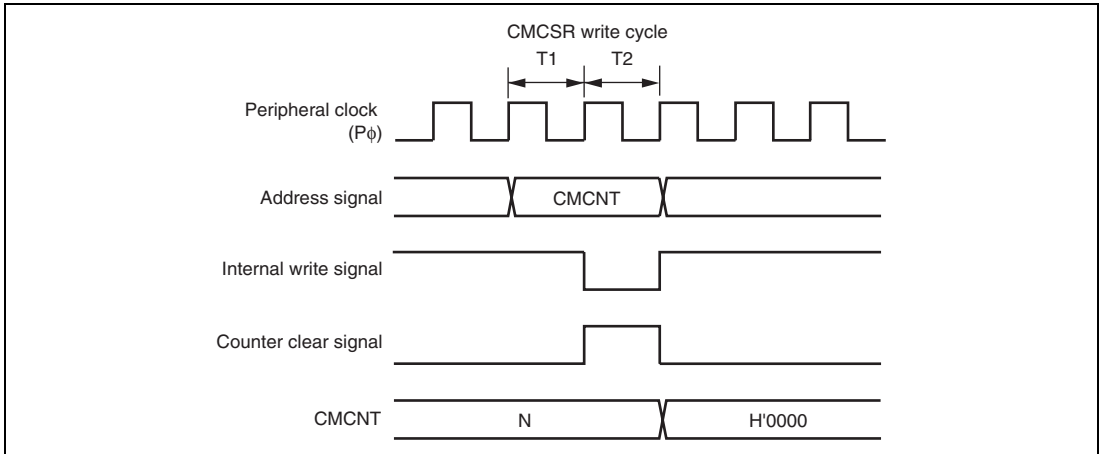 CMCSR write cycle
T1 T2
Peripheral clock
(Pϕ)
Address signal CMCNT
Internal write signal
Counter clear signal
CMCNT N H'0000